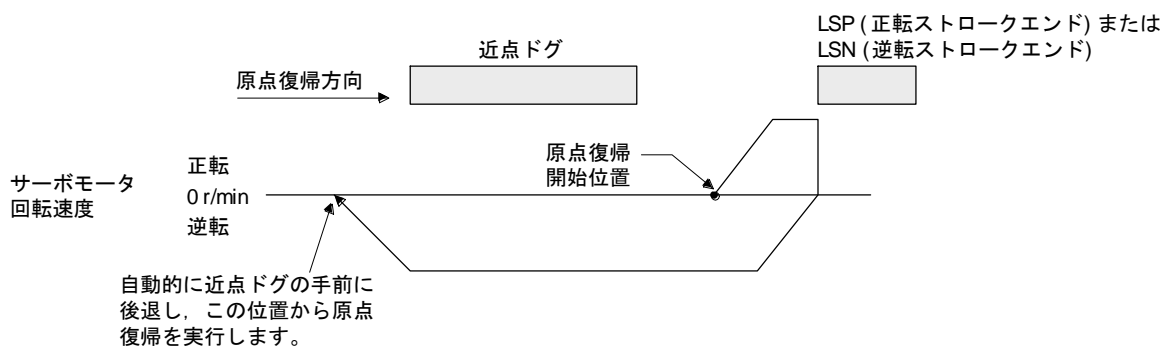 LSP (正転ストロークエンド) または
LSN (逆転ストロークエンド)
近点ドグ
原点復帰方向
原点復帰
開始位置
正転
サーボモータ
回転速度
0 r/min
逆転
自動的に近点ドグの手前に
後退し，この位置から原点
復帰を実行します。